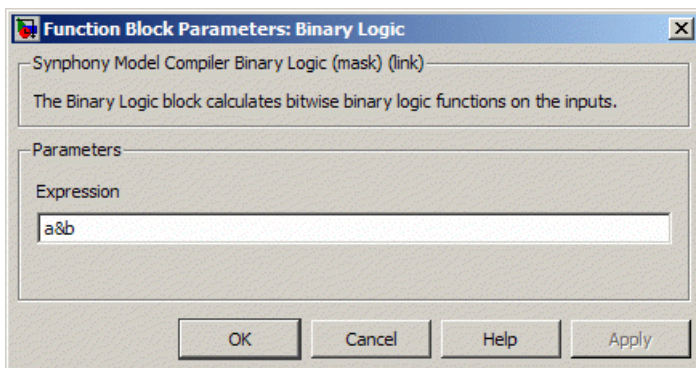 Function Block Parameters: Binary Logic
Synphony Model Compiler Binary Logic (mask) (link)
The Binary Logic block calculates bitwise binary logic functions on the inputs.
Parameters
Expression
a&b
OK Cancel Help Apply